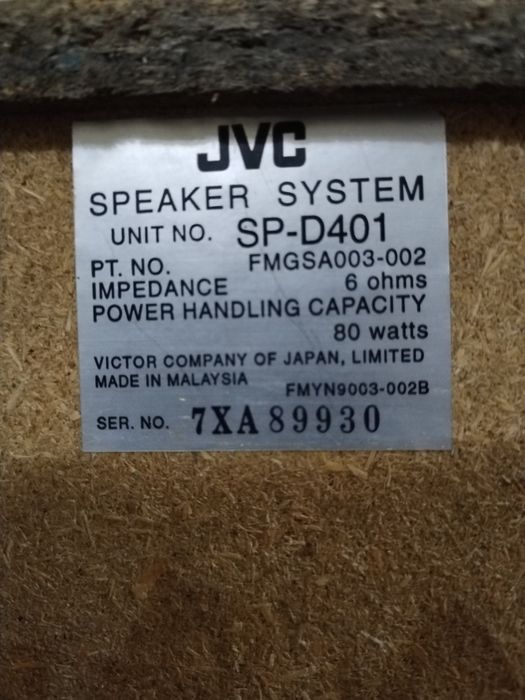 JVC
SPEAKER SYSTEM
UNIT NO. SP-D401
PT. NO. FMGSA003-002
IMPEDANCE 6 ohms
POWER HANDLING CAPACITY
80 watts
VICTOR COMPANY OF JAPAN, LIMITED
MADE IN MALAYSIA
FMYN9003-002B
SER. NO. 7XA89930